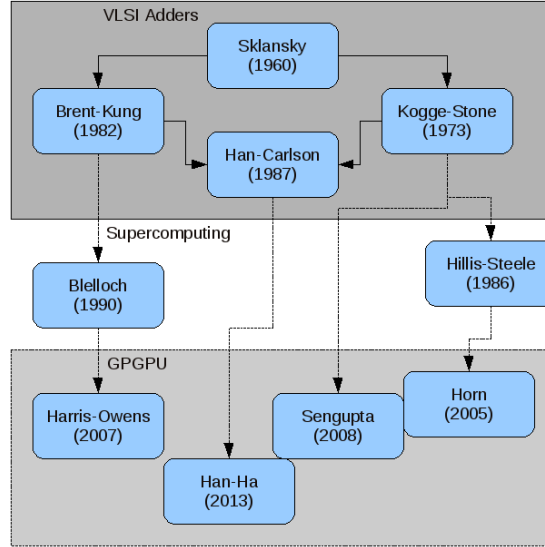 VLSI Adders
Sklansky
(1960)
Brent-Kung
(1982)
Kogge-Stone
(1973)
Han-Carlson
(1987)
Supercomputing
Blelloch
(1990)
Hillis-Steele
(1986)
GPGPU
Harris-Owens
(2007)
Sengupta
(2008)
Horn
(2005)
Han-Ha
(2013)